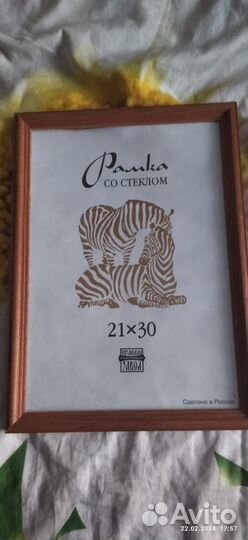 Рамка
СО СТЕКЛОМ
21×30
Сделано в России
Avito
22.02.2024 17:57